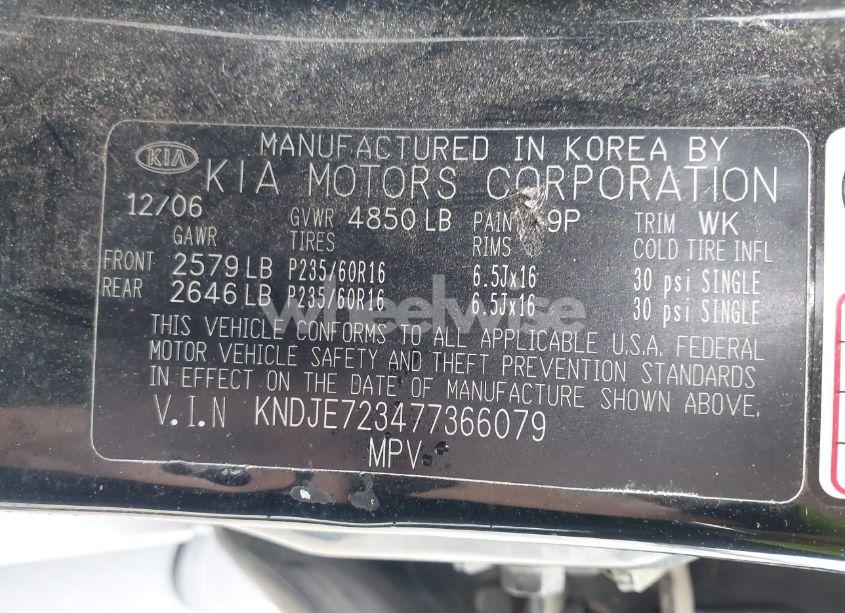 KIA
MANUFACTURED IN KOREA BY
KIA MOTORS CORPORATION
12/06 GVWR 4850 LB PAINT 9P TRIM WK
GAWR TIRES RIMS COLD TIRE INFL
FRONT 2579 LB P235/60R16 6.5Jx16 30 psi SINGLE
REAR 2646 LB P235/60R16 6.5Jx16 30 psi SINGLE
wheelwise
THIS VEHICLE CONFORMS TO ALL APPLICABLE U.S.A. FEDERAL
MOTOR VEHICLE SAFETY AND THEFT PREVENTION STANDARDS
IN EFFECT ON THE DATE OF MANUFACTURE SHOWN ABOVE.
V.I.N KNDJE723477366079
MPV